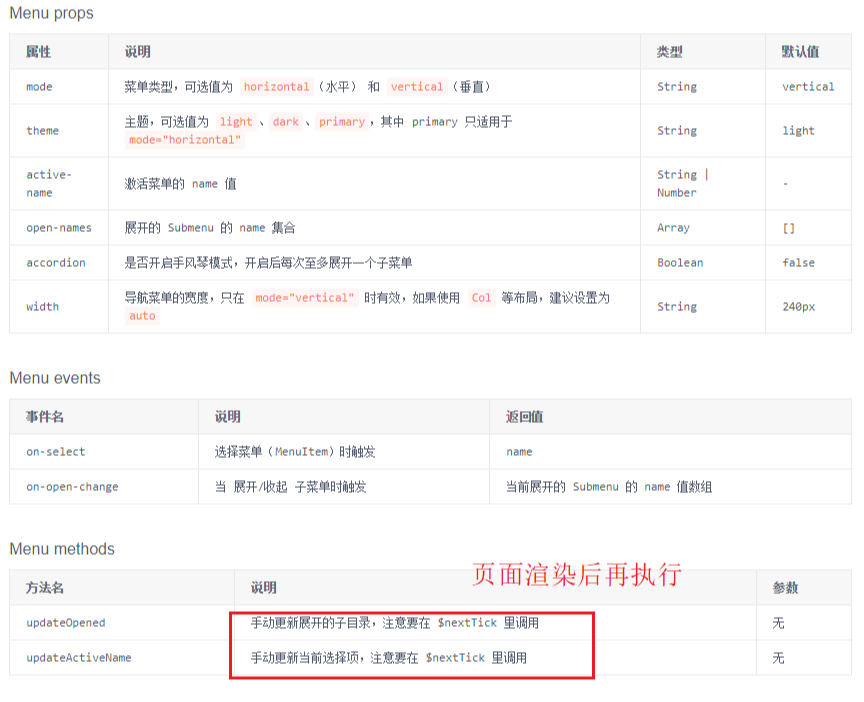 Menu props
属性 说明 类型 默认值
mode 菜单类型，可选值为 horizontal（水平） 和 vertical（垂直） String vertical
theme 主题，可选值为 light、dark、primary，其中 primary 只适用于 String light
mode="horizontal"
active- 激活菜单的 name 值 String | -
name Number
open-names 展开的 Submenu 的 name 集合 Array []
accordion 是否开启手风琴模式，开启后每次至多展开一个子菜单 Boolean false
width 导航菜单的宽度，只在 mode="vertical" 时有效，如果使用 Col 等布局，建议设置为 String 240px
auto
Menu events
事件名 说明 返回值
on-select 选择菜单（MenuItem）时触发 name
on-open-change 当 展开/收起 子菜单时触发 当前展开的 Submenu 的 name 值数组
Menu methods
页面渲染后再执行
方法名 说明 参数
updateOpened 手动更新展开的子目录，注意要在 $nextTick 里调用 无
updateActiveName 手动更新当前选择项，注意要在 $nextTick 里调用 无